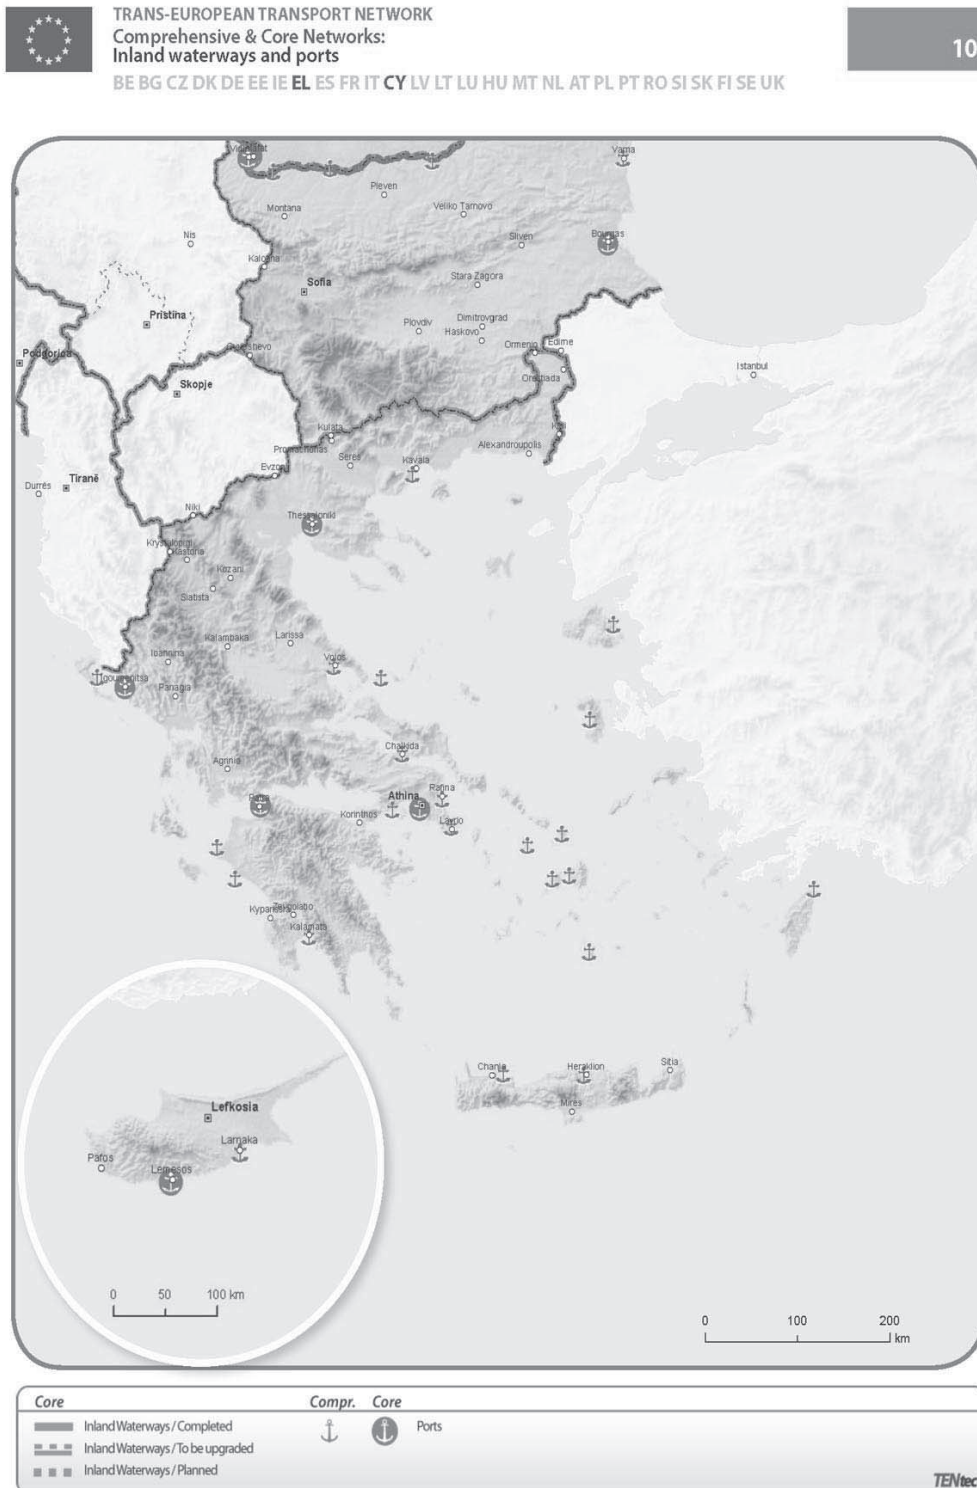 TRANS-EUROPEAN TRANSPORT NETWORK
Comprehensive & Core Networks:
Inland waterways and ports
BE BG CZ DK DE EE IE EL ES FR IT CY LV LT LU HU MT NL AT PL PT RO SI SK FI SE UK
10
Varna
Pleven
Montana
Veliko Tarnovo
Nis
Sliven
Bourgas
Kalotina
Sofia
Stara Zagora
Pristina
Plovdiv
Dimitrovgrad
Haskovo
Ormenio
Edirne
Podgorica
Istanbul
Skopje
Orestiada
Kulata
Promachonas
Alexandroupolis
Seres
Kavala
Evzoni
Tiranë
Durrës
Niki
Thessaloniki
Krystalopigi
Kastoria
Kozani
Siatista
Kalambaka
Larissa
Ioannina
Volos
Igoumenitsa
Panagia
Chalkida
Agrinio
Athina
Rafina
Korinthos
Lavrio
Kyparissia
Tsakona
Kalamata
Chania
Heraklion
Sitia
Mires
Lefkosia
Larnaka
Pafos
Lemesos
0 50 100 km
0 100 200
km
Core Compr. Core
Inland Waterways / Completed Ports
Inland Waterways / To be upgraded
Inland Waterways / Planned
TENtec